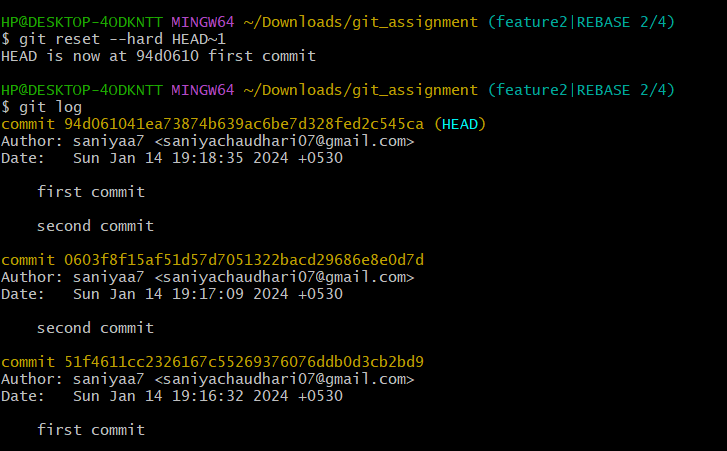 HP@DESKTOP-4ODKNTT MINGW64 ~/Downloads/git_assignment (feature2|REBASE 2/4)
$ git reset --hard HEAD~1
HEAD is now at 94d0610 first commit
HP@DESKTOP-4ODKNTT MINGW64 ~/Downloads/git_assignment (feature2|REBASE 2/4)
$ git log
commit 94d061041ea73874b639ac6be7d328fed2c545ca (HEAD)
Author: saniyaa7 <saniyachaudhari07@gmail.com>
Date:   Sun Jan 14 19:18:35 2024 +0530
    first commit
    second commit
commit 0603f8f15af51d57d7051322bacd29686e8e0d7d
Author: saniyaa7 <saniyachaudhari07@gmail.com>
Date:   Sun Jan 14 19:17:09 2024 +0530
    second commit
commit 51f4611cc2326167c55269376076ddb0d3cb2bd9
Author: saniyaa7 <saniyachaudhari07@gmail.com>
Date:   Sun Jan 14 19:16:32 2024 +0530
    first commit